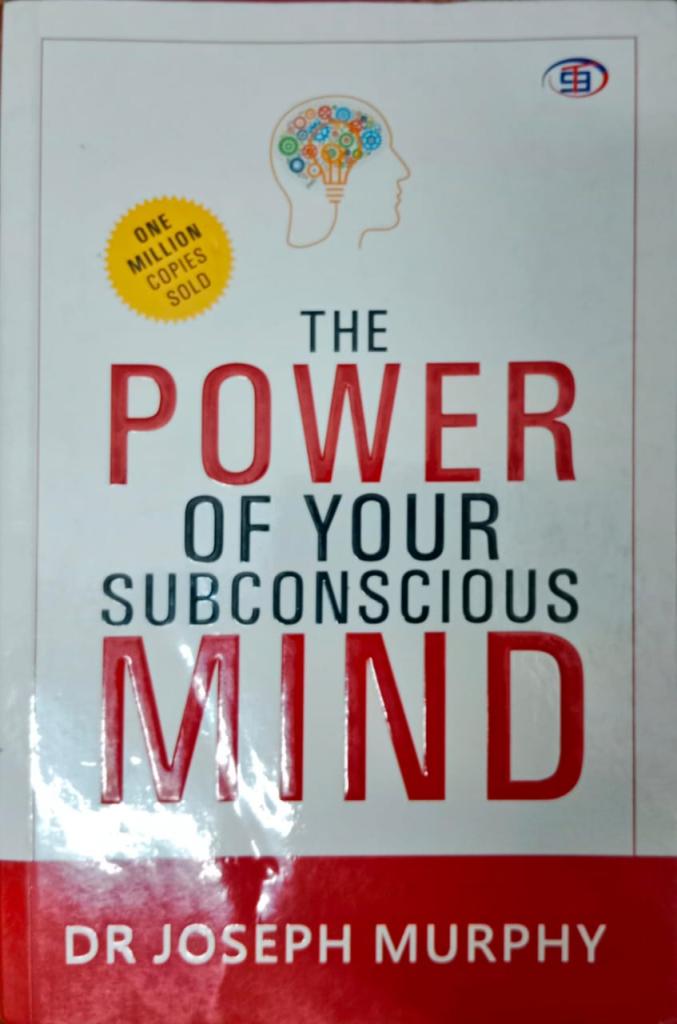 ONE
MILLION
COPIES
SOLD
THE
POWER
OF YOUR
SUBCONSCIOUS
MIND
DR JOSEPH MURPHY